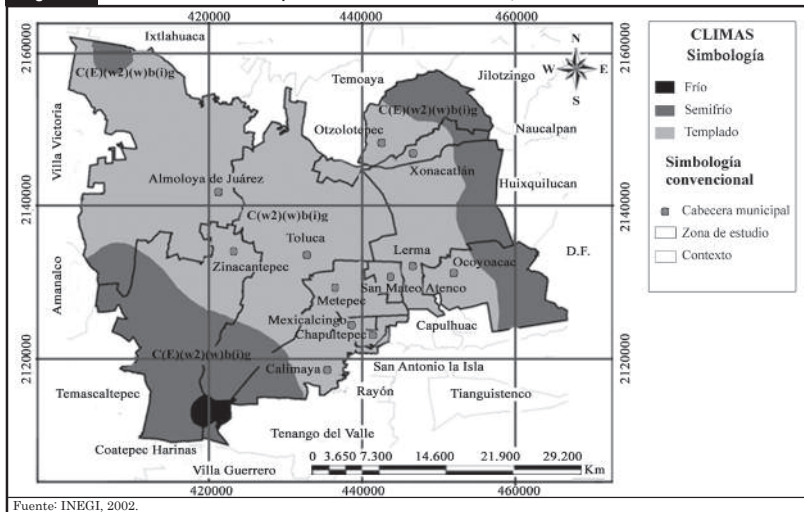 420000 440000 460000
Ixtlahuaca
2160000 2160000
C(E)(w2)(w)b(i)g
Temoaya
Jilotzingo
N
W E
S
C(E)(w2)(w)b(i)g
Otzolotepec
Naucalpan
Villa Victoria
Xonacatlán
Huixquilucan
Almoloya de Juárez
2140000 2140000
C(w2)(w)b(i)g
Toluca
Lerma
D.F.
Zinacantepec
Ocoyoacac
San Mateo Atenco
Amanalco
Metepec
Mexicalcingo
Capulhuac
Chapultepec
C(E)(w2)(w)b(i)g
2120000 2120000
Calimaya
San Antonio la Isla
Temascaltepec
Rayón
Tianguistenco
Tenango del Valle
Coatepec Harinas
Villa Guerrero
0 3.650 7.300 14.600 21.900 29.200
Km
420000 440000 460000
CLIMAS
Simbología
Frío
Semifrío
Templado
Simbología
convencional
Cabecera municipal
Zona de estudio
Contexto
Fuente: INEGI, 2002.